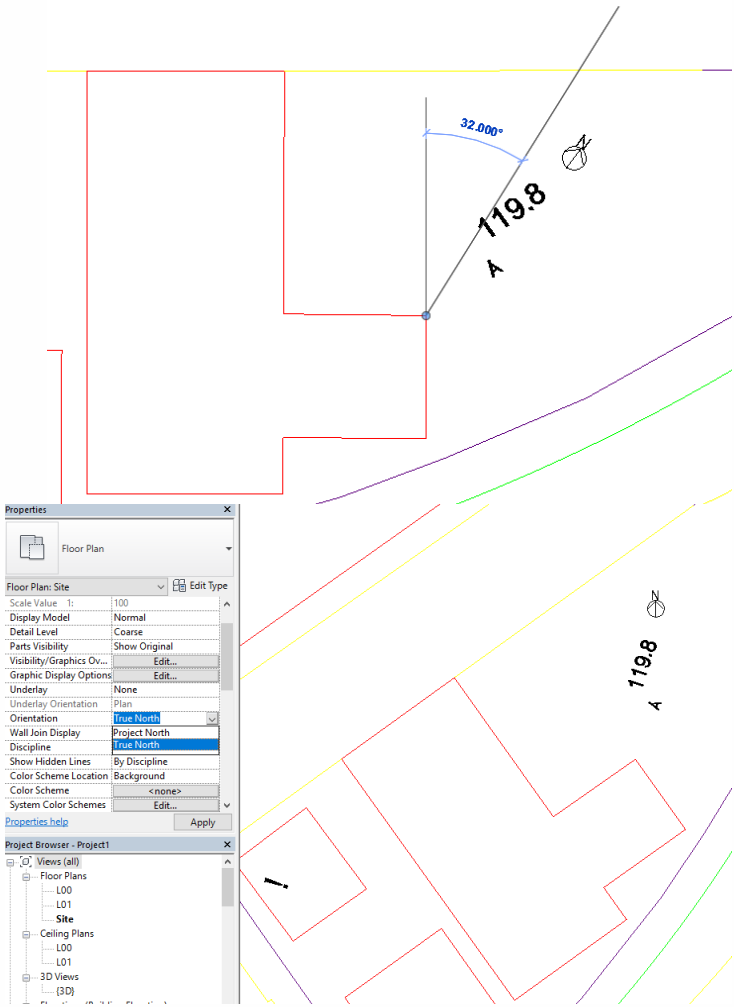 32.000°
N
119.8
A
Properties
Floor Plan
Floor Plan: Site
Edit Type
Scale Value 1: 100
Display Model Normal
Detail Level Coarse
Parts Visibility Show Original
Visibility/Graphics Ov... Edit...
Graphic Display Options Edit...
Underlay None
Underlay Orientation Plan
Orientation True North
Wall Join Display Project North
True North
Discipline
Show Hidden Lines By Discipline
Color Scheme Location Background
Color Scheme <none>
System Color Schemes Edit...
Properties help Apply
N
119.8
A
!
Project Browser - Project1
Views (all)
Floor Plans
L00
L01
Site
Ceiling Plans
L00
L01
3D Views
{3D}